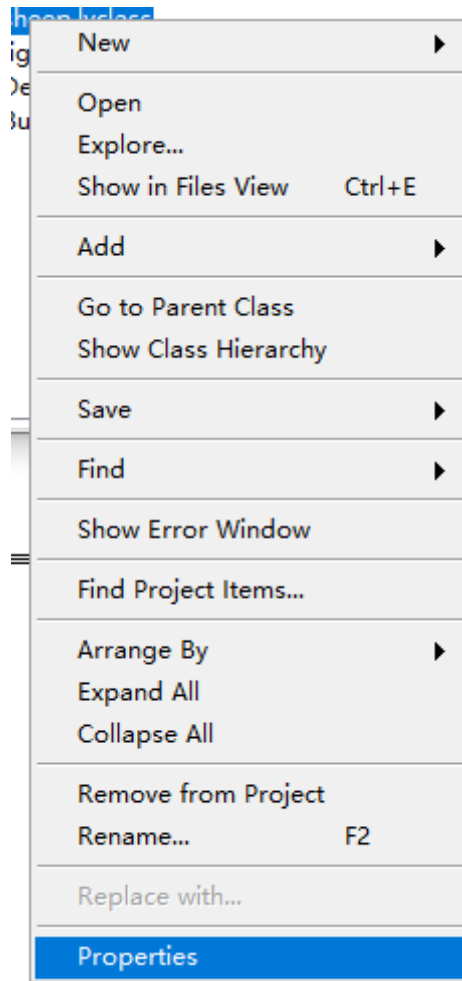 New
Open
Explore...
Show in Files View Ctrl+E
Add
Go to Parent Class
Show Class Hierarchy
Save
Find
Show Error Window
Find Project Items...
Arrange By
Expand All
Collapse All
Remove from Project
Rename... F2
Replace with...
Properties